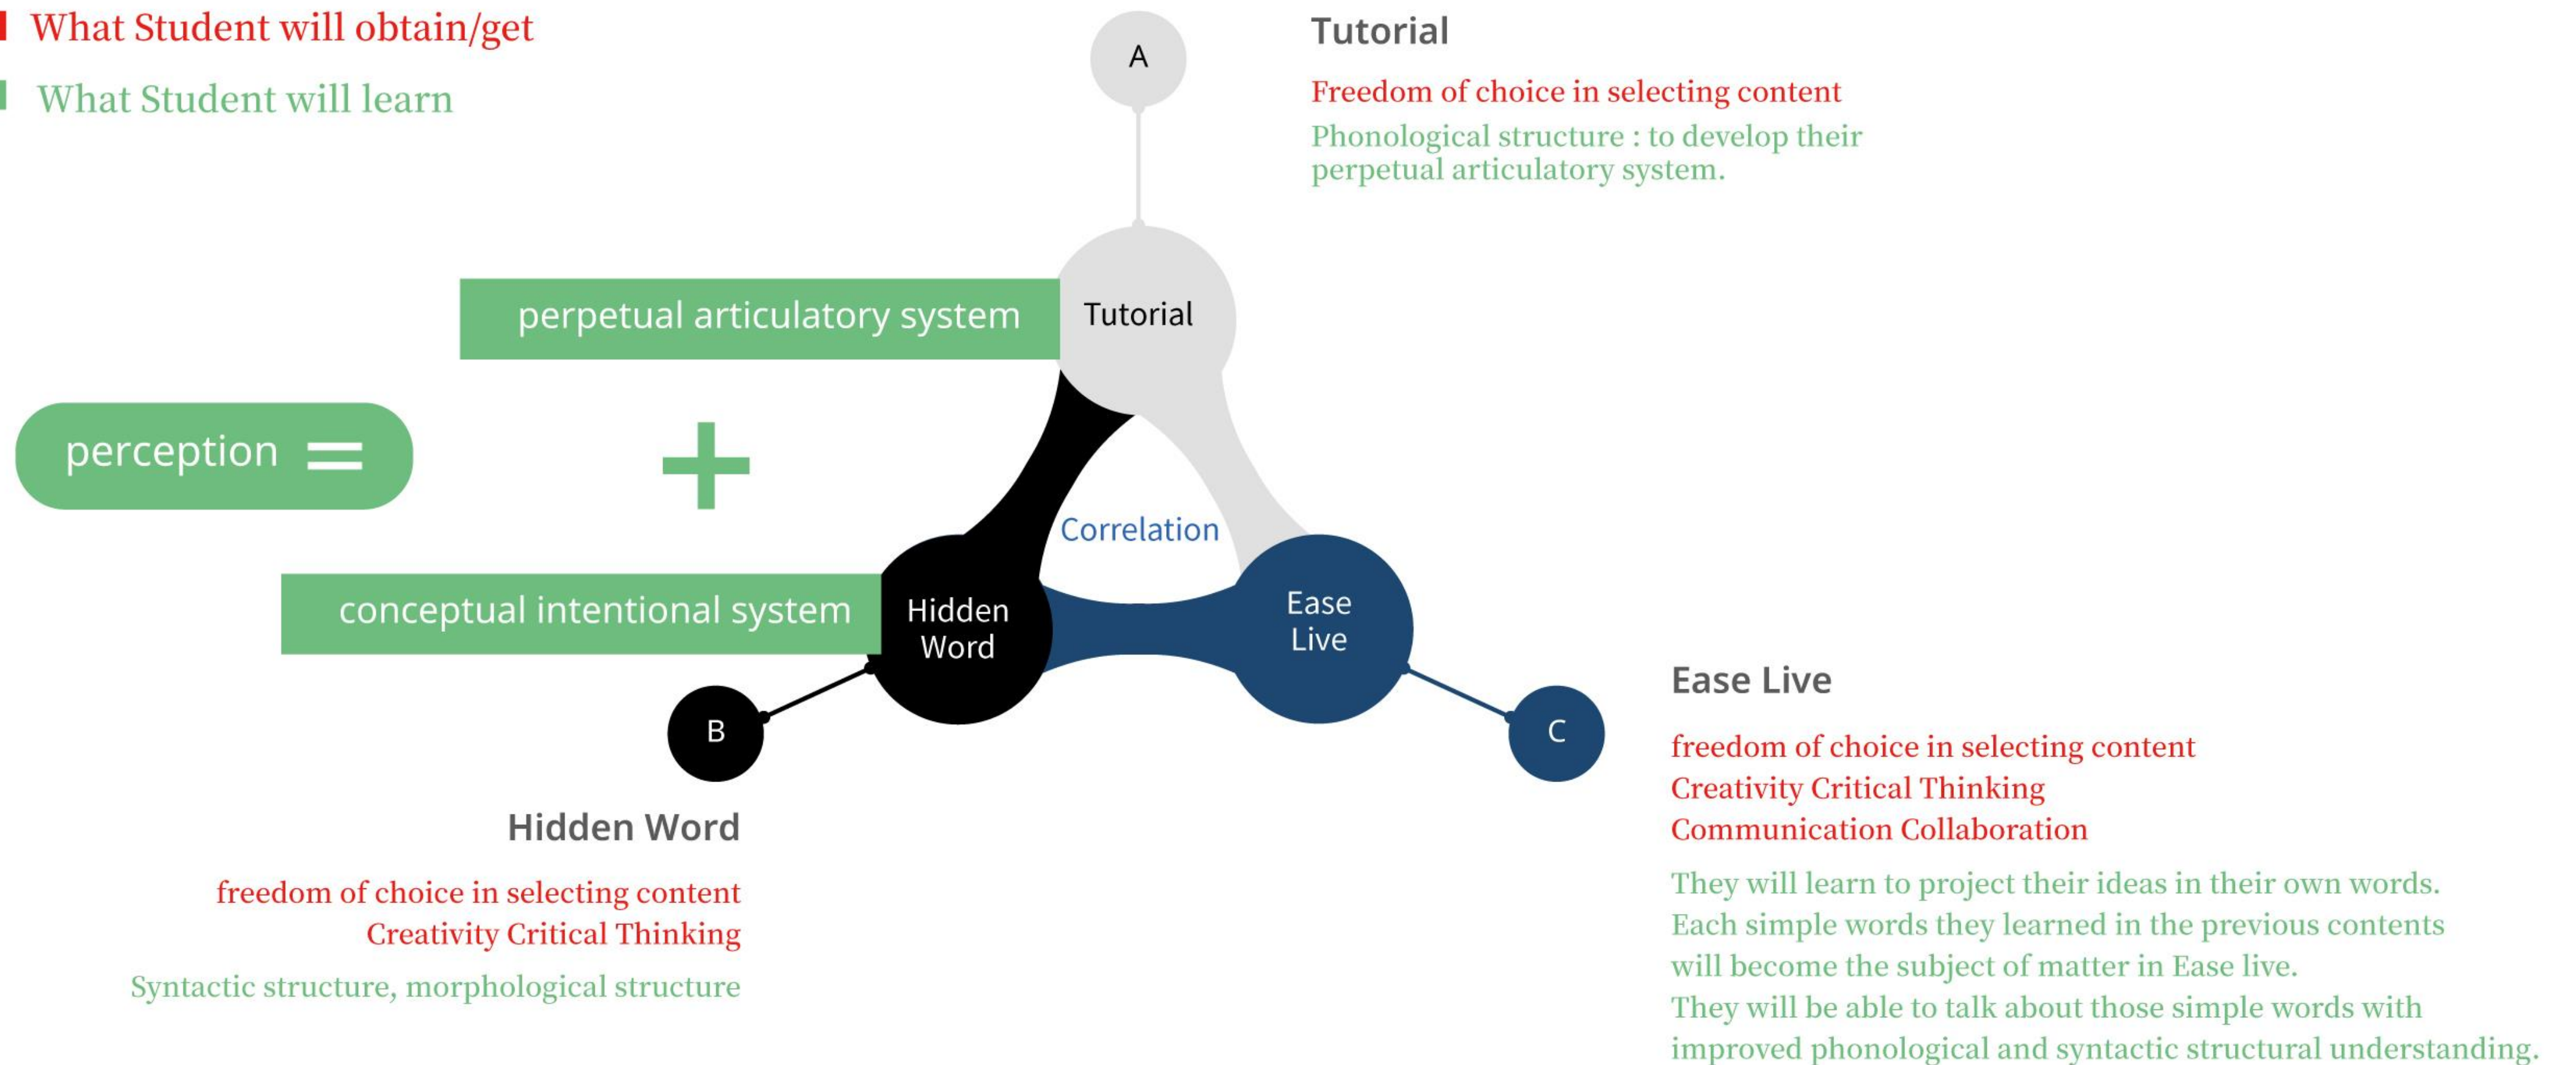 What Student will obtain/get
What Student will learn
A
Tutorial
Freedom of choice in selecting content
Phonological structure : to develop their
perpetual articulatory system.
perpetual articulatory system
Tutorial
perception =
+
Correlation
conceptual intentional system
Hidden
Word
Ease
Live
B
C
Hidden Word
freedom of choice in selecting content
Creativity Critical Thinking
Syntactic structure, morphological structure
Ease Live
freedom of choice in selecting content
Creativity Critical Thinking
Communication Collaboration
They will learn to project their ideas in their own words.
Each simple words they learned in the previous contents
will become the subject of matter in Ease live.
They will be able to talk about those simple words with
improved phonological and syntactic structural understanding.